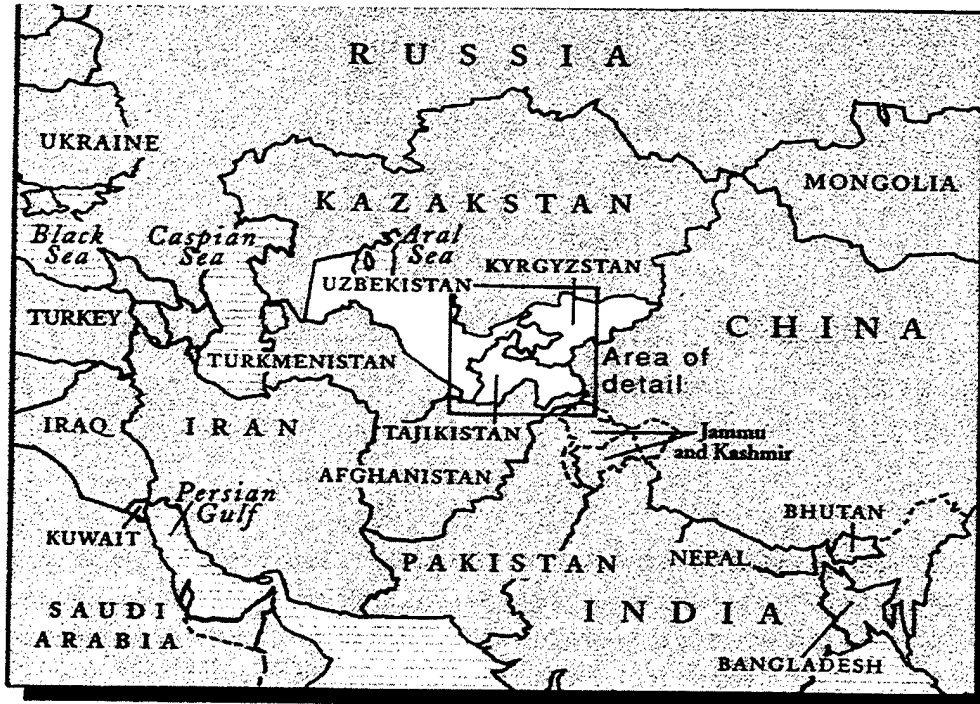 RUSSIA
UKRAINE
KAZAKSTAN
MONGOLIA
Black
Sea
Caspian
Sea
Aral
Sea
KYRGYZSTAN
UZBEKISTAN
TURKEY
CHINA
TURKMENISTAN
Area of
detail
IRAQ
IRAN
TAJIKISTAN
Jammu
and Kashmir
AFGHANISTAN
Persian
Gulf
KUWAIT
BHUTAN
PAKISTAN
NEPAL
SAUDI
ARABIA
INDIA
BANGLADESH